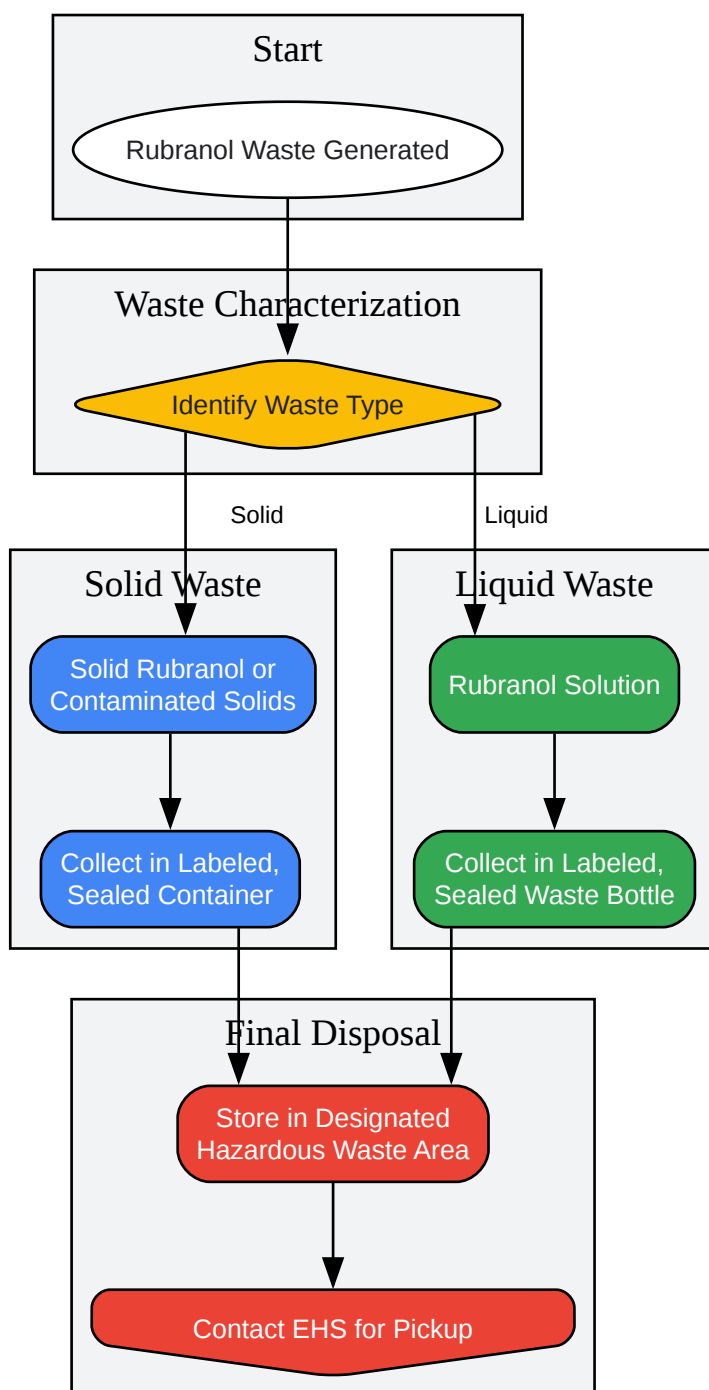 Start
Rubranol Waste Generated
Waste Characterization
Identify Waste Type
Solid
Liquid
Solid Waste
Solid Rubranol or
Contaminated Solids
Collect in Labeled,
Sealed Container
Liquid Waste
Rubranol Solution
Collect in Labeled,
Sealed Waste Bottle
Final Disposal
Store in Designated
Hazardous Waste Area
Contact EHS for Pickup